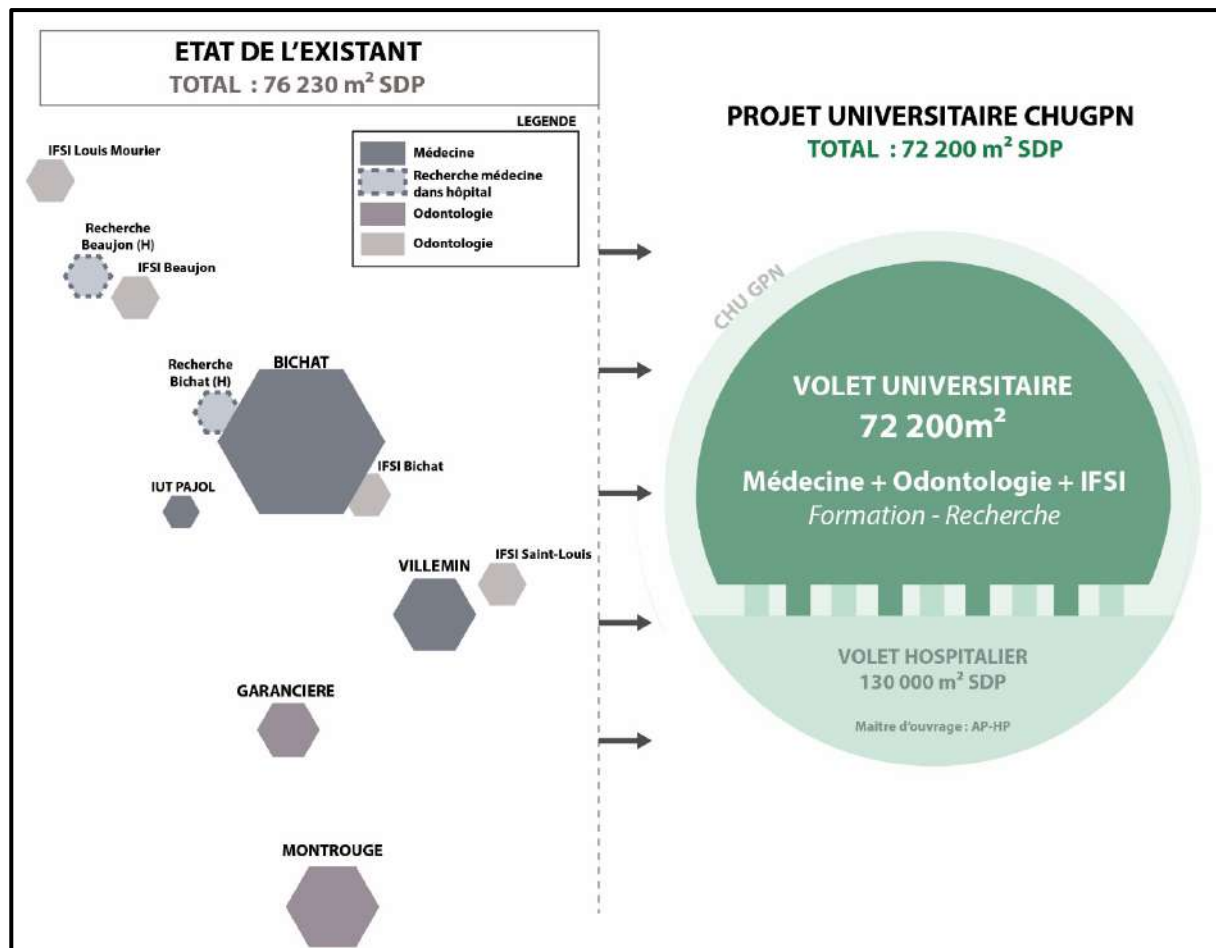 ETAT DE L'EXISTANT
TOTAL : 76 230 m² SDP
LEGENDE
Médecine
Recherche médecine
dans hôpital
Odontologie
Odontologie
IFSI Louis Mourier
Recherche
Beaujon (H)
IFSI Beaujon
Recherche
Bichat (H)
BICHAT
IFSI Bichat
IUT PAJOL
VILLEMIN
IFSI Saint-Louis
GARANCIERE
MONTROUGE
PROJET UNIVERSITAIRE CHUGPN
TOTAL : 72 200 m² SDP
CHU GPN
VOLET UNIVERSITAIRE
72 200m²
Médecine + Odontologie + IFSI
Formation - Recherche
VOLET HOSPITALIER
130 000 m² SDP
Maitre d'ouvrage : AP-HP